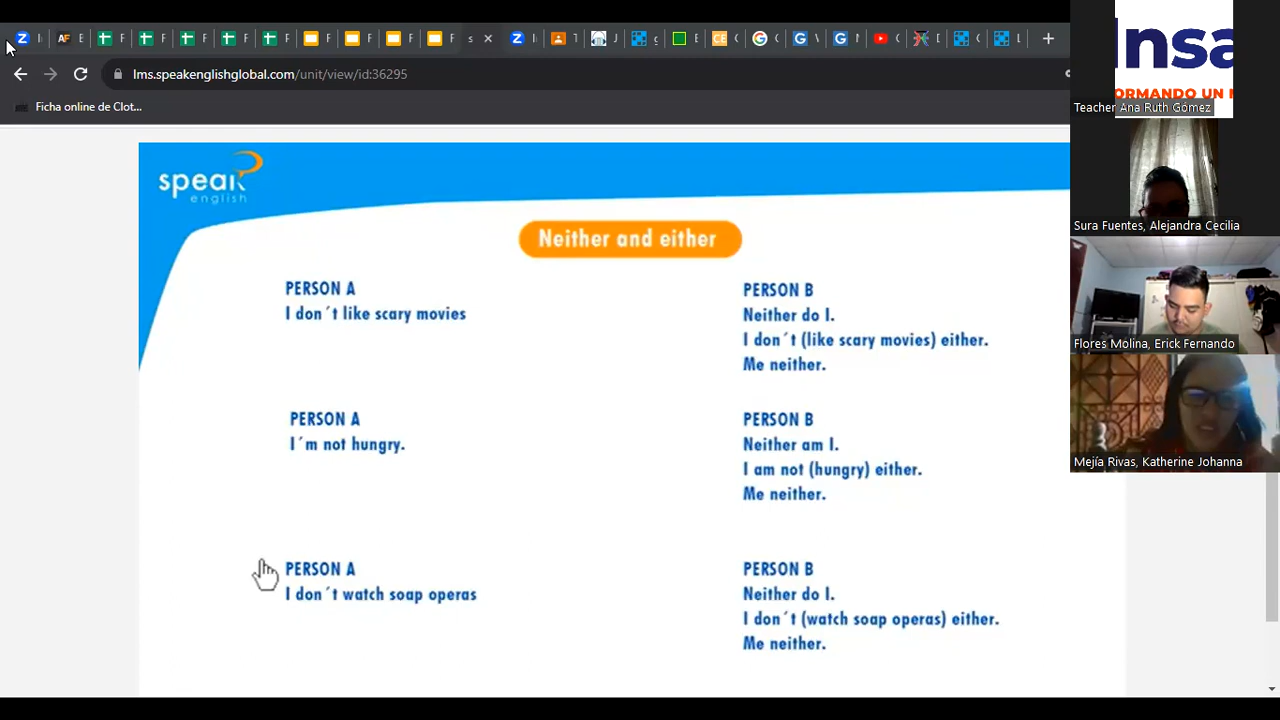 F
F
F
F
F
F
F
F
F
s
T
J
g
E
C
G
V
N
C
D
C
L
lms.speakenglishglobal.com/unit/view/id:36295
Ficha online de Clot...
speak
english
Neither and either
PERSON A
I don´t like scary movies
PERSON B
Neither do I.
I don´t (like scary movies) either.
Me neither.
PERSON A
I´m not hungry.
PERSON B
Neither am I.
I am not (hungry) either.
Me neither.
PERSON A
I don´t watch soap operas
PERSON B
Neither do I.
I don´t (watch soap operas) either.
Me neither.
Insa
ORMANDO UN
Teacher Ana Ruth Gómez
Sura Fuentes, Alejandra Cecilia
Flores Molina, Erick Fernando
Mejía Rivas, Katherine Johanna